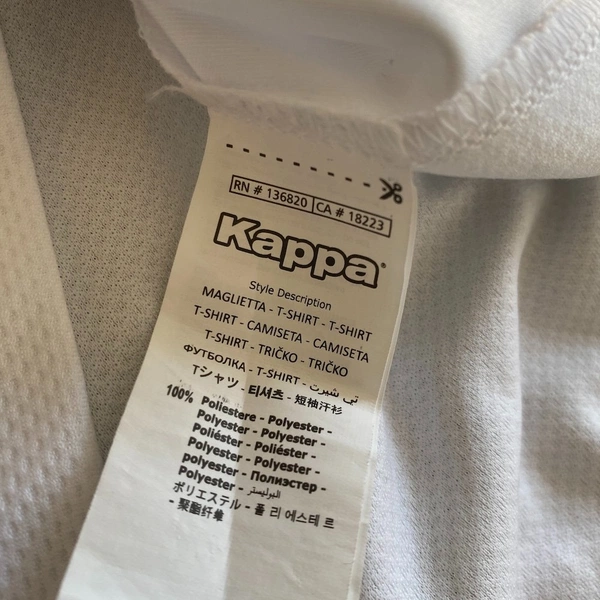 RN # 136820 CA # 18223
Kappa
Style Description
MAGLIETTA - T-SHIRT - T-SHIRT
T-SHIRT - CAMISETA - CAMISETA
T-SHIRT - TRIČKO - TRIČKO
ФУТБОЛКА - T-SHIRT - تي شيرت
Tシャツ - 티셔츠 - 短袖汗衫
100% Poliestere - Polyester -
Polyester - Polyester -
Poliéster - Poliéster -
Polyester - Polyester -
polyester - Полиэстер -
Polyester - البوليستر
ポリエステル - 폴리에스테르
- 聚酯纤维